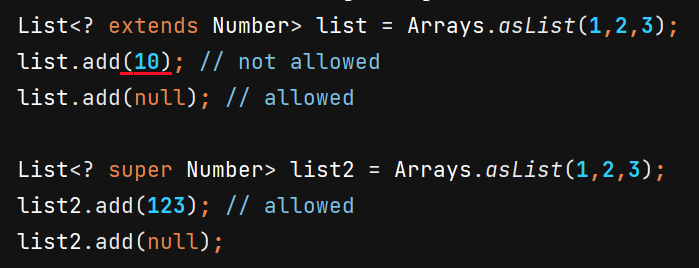 List<? extends Number> list = Arrays.asList(1,2,3);
list.add(10); // not allowed
list.add(null); // allowed
List<? super Number> list2 = Arrays.asList(1,2,3);
list2.add(123); // allowed
list2.add(null);